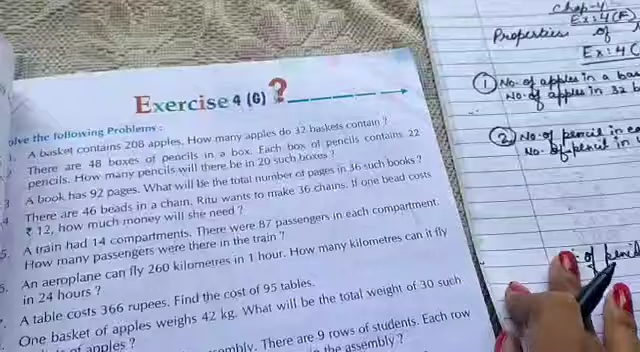 Exercise 4 (G) ?
olve the following Problems :
A basket contains 208 apples. How many apples do 32 baskets contain ?
There are 48 boxes of pencils in a box. Each box of pencils contains 22
pencils. How many pencils will there be in 20 such boxes ?
3 A book has 92 pages. What will be the total number of pages in 36 such books ?
4 There are 46 beads in a chain. Ritu wants to make 36 chains. If one bead costs
₹ 12, how much money will she need ?
5. A train had 14 compartments. There were 87 passengers in each compartment.
How many passengers were there in the train ?
6. An aeroplane can fly 260 kilometres in 1 hour. How many kilometres can it fly
in 24 hours ?
A table costs 366 rupees. Find the cost of 95 tables.
One basket of apples weighs 42 kg. What will be the total weight of 30 such
of apples ?
There are 9 rows of students. Each row
the assembly ?
Chap-4
Ex: 4 (F)
Properties of
Ex: 4 (
① No. of apples in a bas
No. of apples in 32 b
② No. of pencil in
No. of pencil in
of pencil